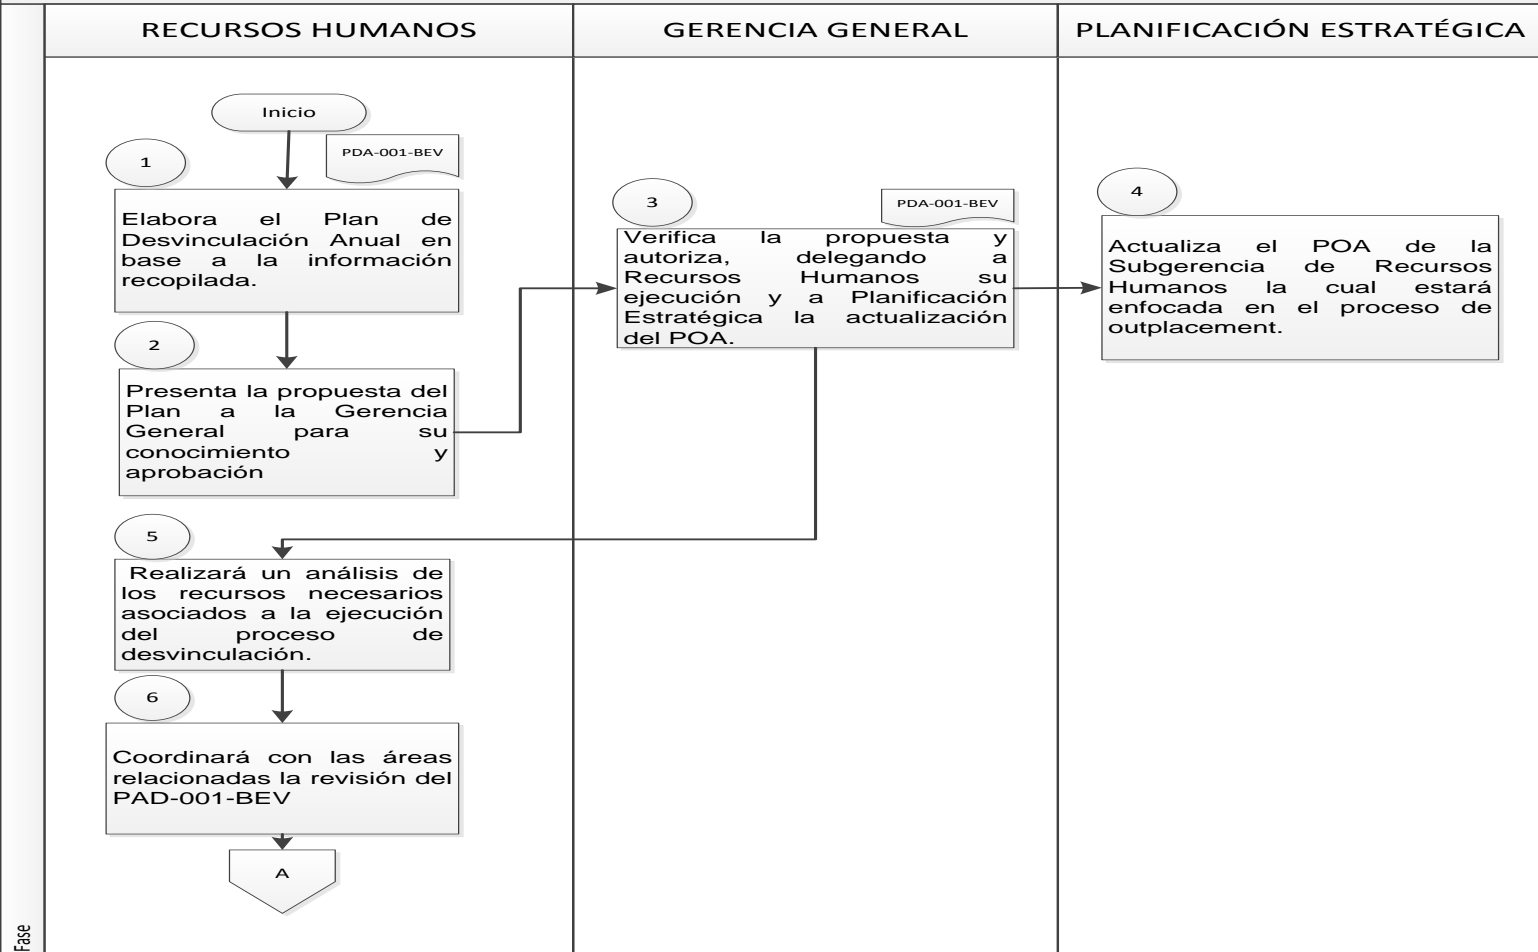 RECURSOS HUMANOS
GERENCIA GENERAL
PLANIFICACIÓN ESTRATÉGICA
Inicio
PDA-001-BEV
1
Elabora el Plan de
Desvinculación Anual en
base a la información
recopilada.
2
Presenta la propuesta del
Plan a la Gerencia
General para su
conocimiento y
aprobación
3
PDA-001-BEV
Verifica la propuesta y
autoriza, delegando a
Recursos Humanos su
ejecución y a Planificación
Estratégica la actualización
del POA.
4
Actualiza el POA de la
Subgerencia de Recursos
Humanos la cual estará
enfocada en el proceso de
outplacement.
5
Realizará un análisis de
los recursos necesarios
asociados a la ejecución
del proceso de
desvinculación.
6
Coordinará con las áreas
relacionadas la revisión del
PAD-001-BEV
A
Fase